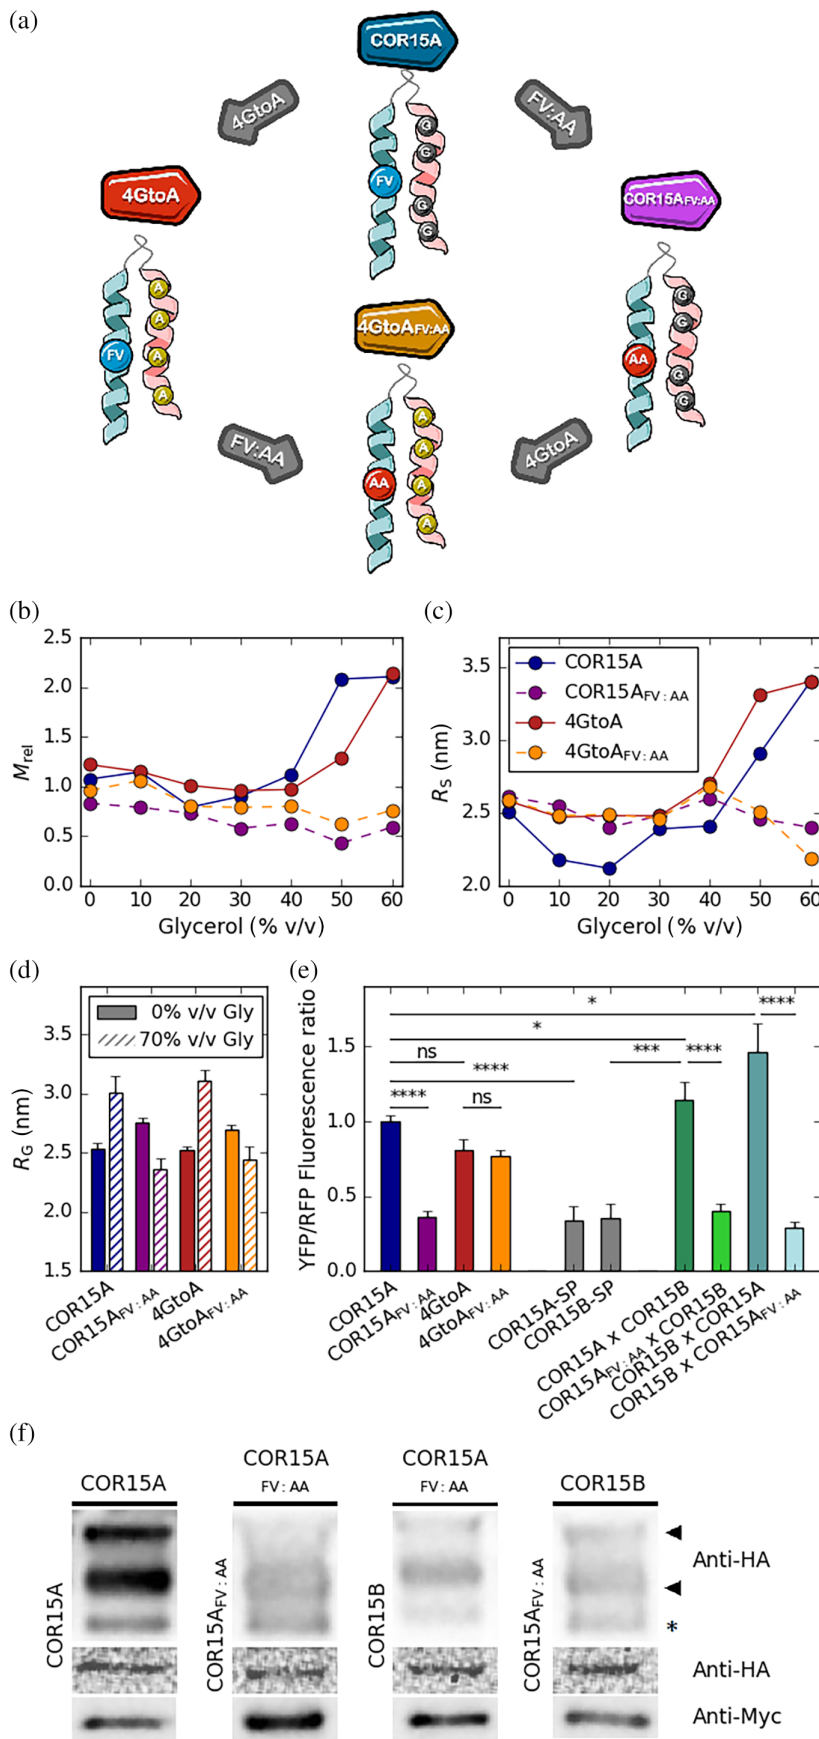 (a)
COR15A
4GtoA
FV:AA
FV
G
G
G
G
4GtoA
COR15AFV:AA
FV
A
A
A
A
4GtoAFV:AA
AA
G
G
G
G
FV:AA
4GtoA
AA
A
A
A
A
(b)
2.5
2.0
1.5
1.0
0.5
0.0
Mrel
0 10 20 30 40 50 60
Glycerol (% v/v)
(c)
3.5
3.0
2.5
2.0
RS (nm)
COR15A
COR15AFV:AA
4GtoA
4GtoAFV:AA
0 10 20 30 40 50 60
Glycerol (% v/v)
(d)
0% v/v Gly
70% v/v Gly
3.5
3.0
2.5
2.0
1.5
RG (nm)
COR15A
COR15AFV:AA
4GtoA
4GtoAFV:AA
(e)
YFP/RFP Fluorescence ratio
1.5
1.0
0.5
0.0
* ****
*
ns *** ****
****
**** ns
COR15A
COR15AFV:AA
4GtoA
4GtoAFV:AA
COR15A-SP
COR15B-SP
COR15A x COR15B
COR15AFV:AA x COR15B
COR15B x COR15A
COR15B x COR15AFV:AA
(f)
COR15A
COR15A
FV:AA
COR15A
FV:AA
COR15B
COR15A
COR15AFV:AA
COR15B
COR15AFV:AA
Anti-HA
*
Anti-HA
Anti-Myc